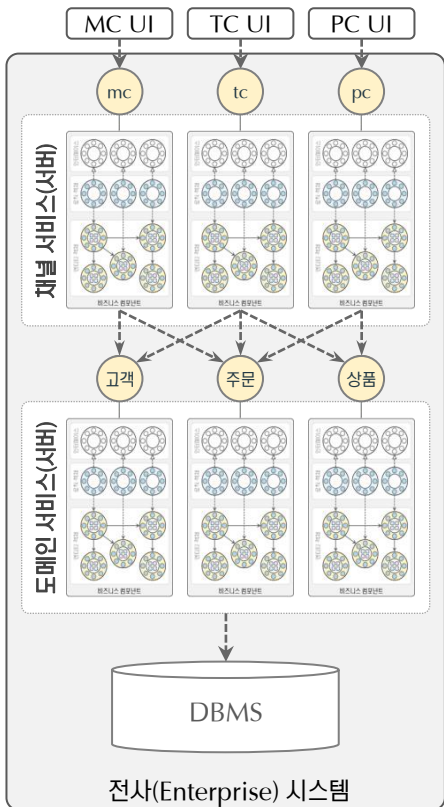 MC UI
TC UI
PC UI
mc
tc
pc
채널 서비스(서버)
비즈니스 컴포넌트
비즈니스 컴포넌트
비즈니스 컴포넌트
고객
주문
상품
도메인 서비스(서버)
비즈니스 컴포넌트
비즈니스 컴포넌트
비즈니스 컴포넌트
DBMS
전사(Enterprise) 시스템